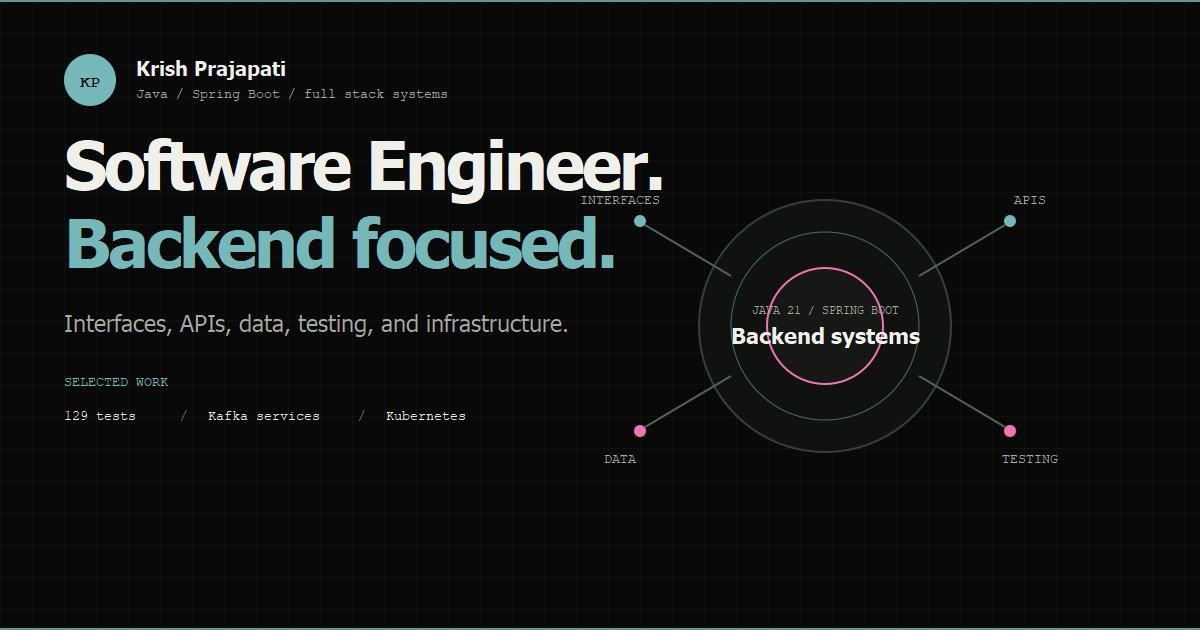 KP
Krish Prajapati
Java / Spring Boot / full stack systems
Software Engineer.
Backend focused.
Interfaces, APIs, data, testing, and infrastructure.
SELECTED WORK
129 tests / Kafka services / Kubernetes
INTERFACES
APIS
JAVA 21 / SPRING BOOT
Backend systems
DATA
TESTING